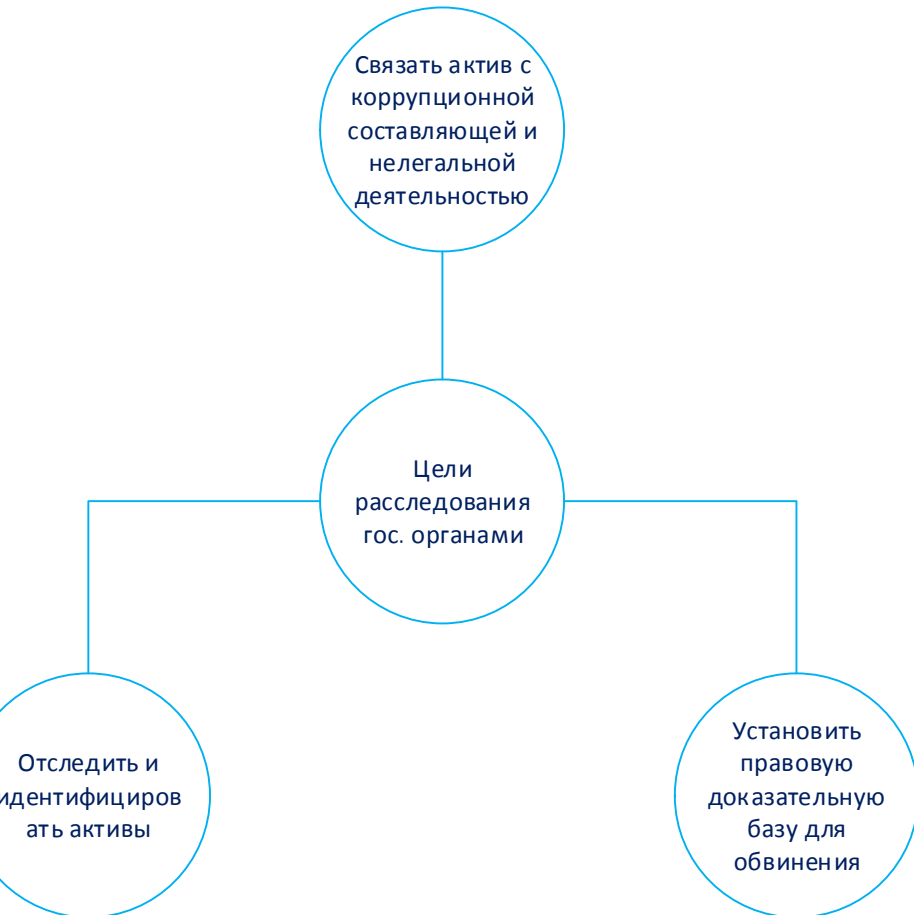 Связать актив с
коррупционной
составляющей и
нелегальной
деятельностью
Цели
расследования
гос. органами
Отследить и
идентифициров
ать активы
Установить
правовую
доказательную
базу для
обвинения